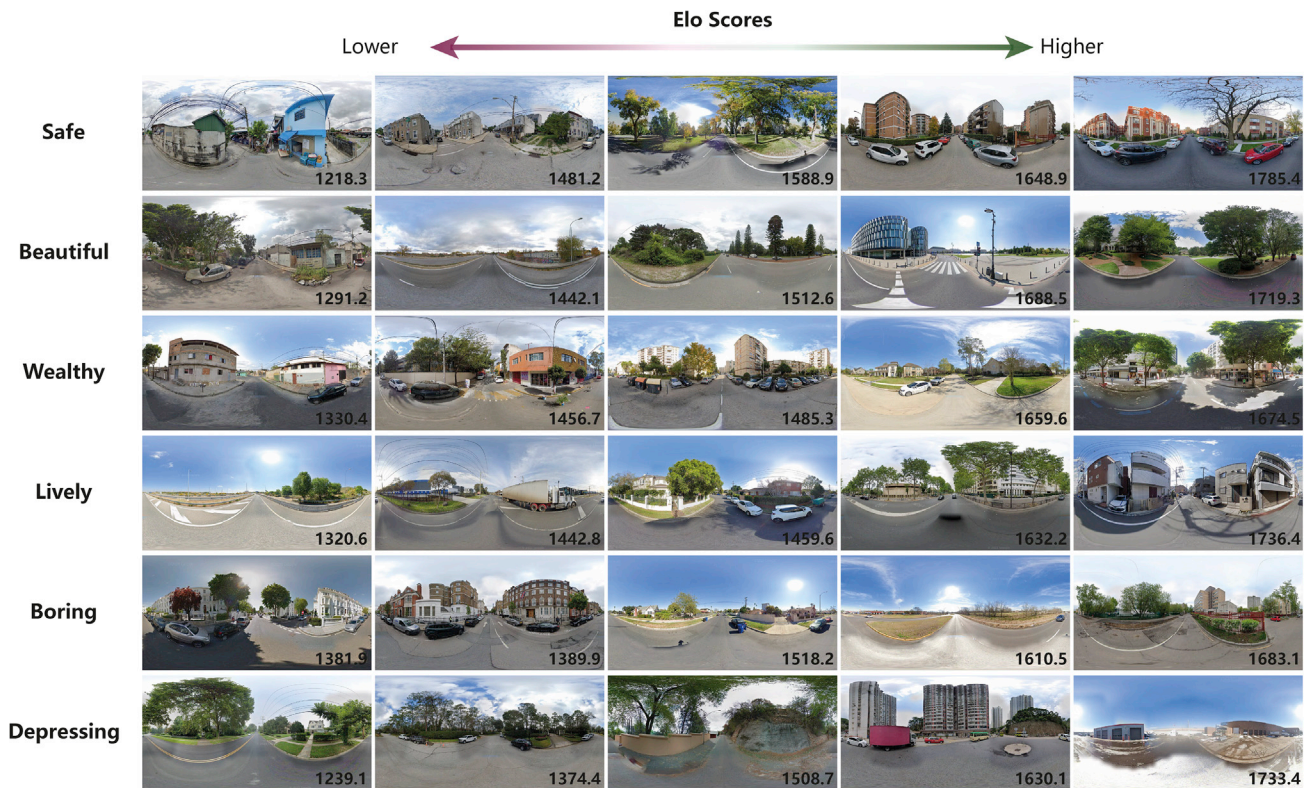 Elo Scores
Lower Higher
Safe 1218.3 1481.2 1588.9 1648.9 1785.4
Beautiful 1291.2 1442.1 1512.6 1688.5 1719.3
Wealthy 1330.4 1456.7 1485.3 1659.6 1674.5
Lively 1320.6 1442.8 1459.6 1632.2 1736.4
Boring 1381.9 1389.9 1518.2 1610.5 1683.1
Depressing 1239.1 1374.4 1508.7 1630.1 1733.4